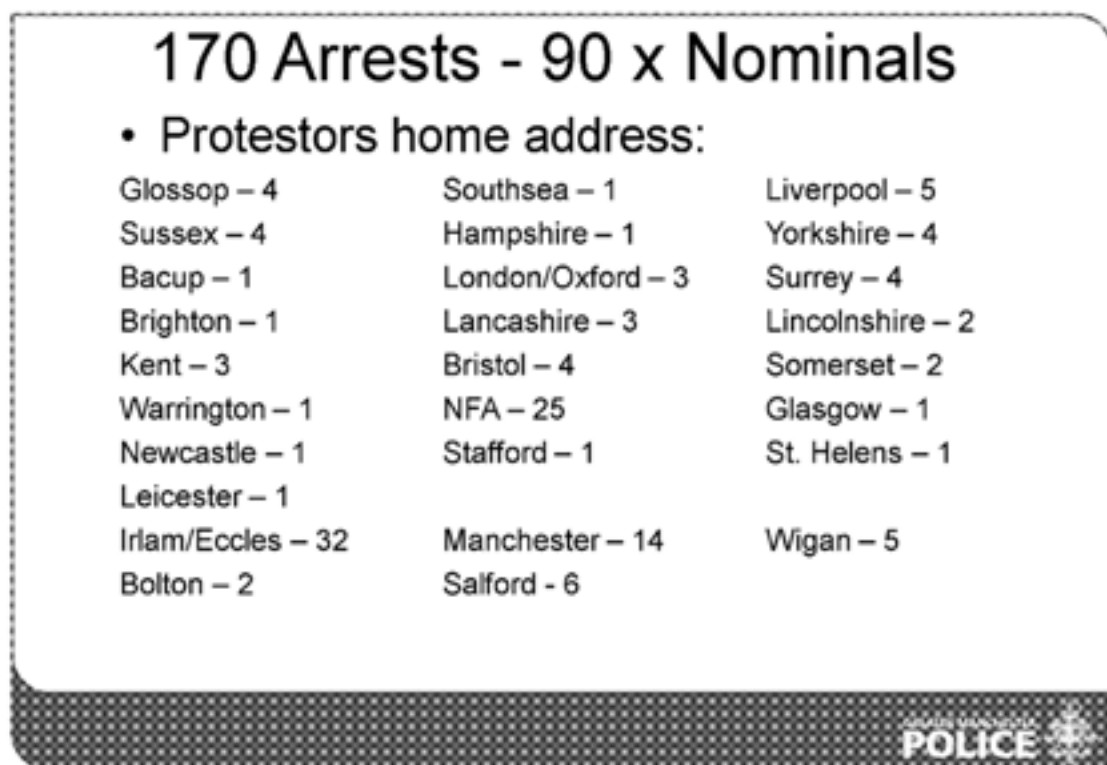 170 Arrests - 90 x Nominals
• Protestors home address:
Glossop – 4 Southsea – 1 Liverpool – 5
Sussex – 4 Hampshire – 1 Yorkshire – 4
Bacup – 1 London/Oxford – 3 Surrey – 4
Brighton – 1 Lancashire – 3 Lincolnshire – 2
Kent – 3 Bristol – 4 Somerset – 2
Warrington – 1 NFA – 25 Glasgow – 1
Newcastle – 1 Stafford – 1 St. Helens – 1
Leicester – 1
Irlam/Eccles – 32 Manchester – 14 Wigan – 5
Bolton – 2 Salford - 6
GREATER MANCHESTER
POLICE